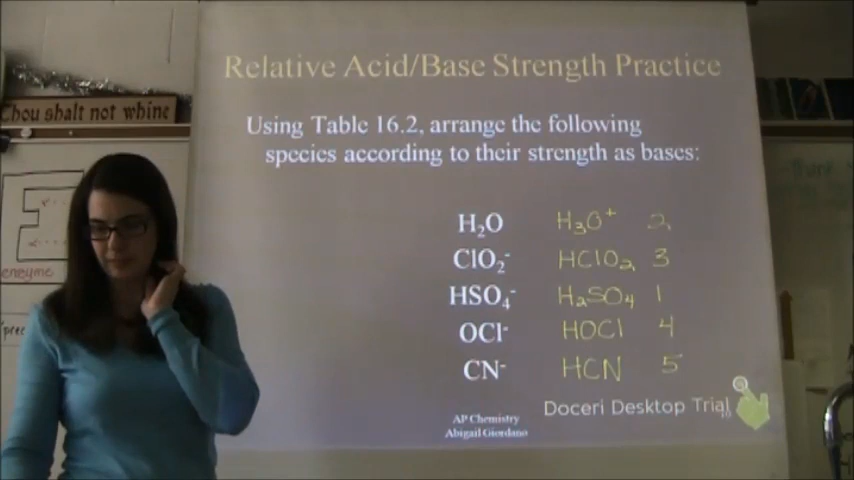 Relative Acid/Base Strength Practice
Thou shalt not whine
Using Table 16.2, arrange the following
species according to their strength as bases:
H₂O H₃O⁺ 2
ClO₂⁻ HClO₂ 3
enzyme
HSO₄⁻ H₂SO₄ 1
OCl⁻ HOCl 4
CN⁻ HCN 5
Doceri Desktop Trial
AP Chemistry
Abigail Giordano